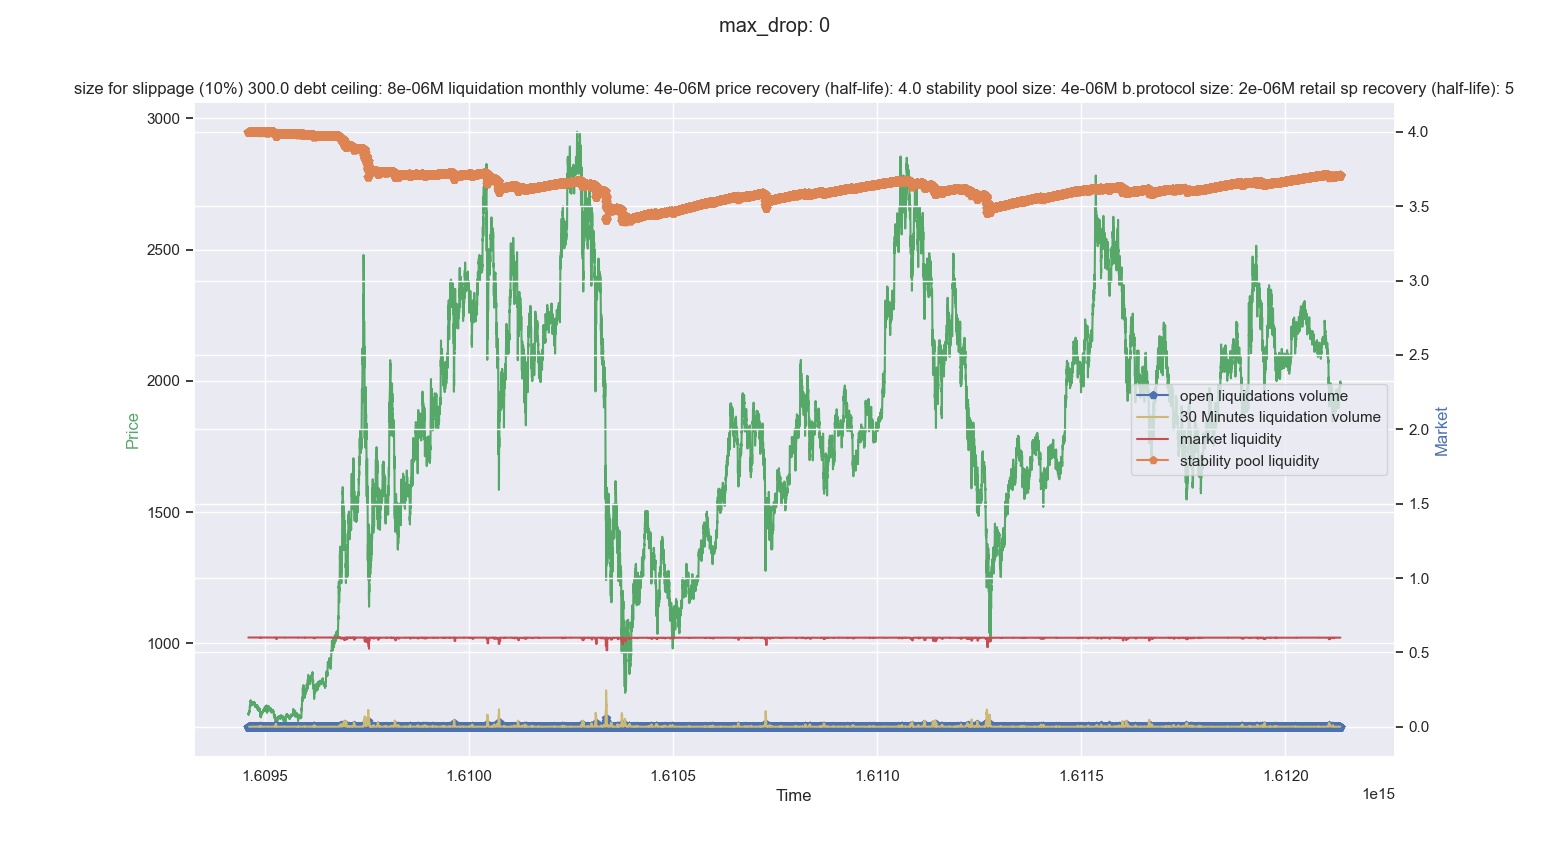 max_drop: 0
size for slippage (10%) 300.0 debt ceiling: 8e-06M liquidation monthly volume: 4e-06M price recovery (half-life): 4.0 stability pool size: 4e-06M b.protocol size: 2e-06M retail sp recovery (half-life): 5
3000
2500
2000
1500
1000
Price
4.0
3.5
3.0
2.5
2.0
1.5
1.0
0.5
0.0
Market
open liquidations volume
30 Minutes liquidation volume
market liquidity
stability pool liquidity
1.6095 1.6100 1.6105 1.6110 1.6115 1.6120
1e15
Time